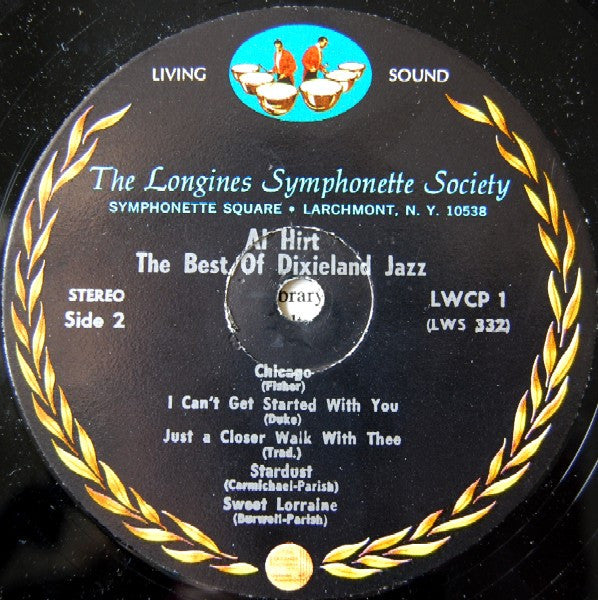 LIVING SOUND
The Longines Symphonette Society
SYMPHONETTE SQUARE • LARCHMONT, N. Y. 10538
Al Hirt
The Best Of Dixieland Jazz
STEREO
Side 2
brary
LWCP 1
(LWS 332)
Chicago
(Fisher)
I Can't Get Started With You
(Duke)
Just a Closer Walk With Thee
(Trad.)
Stardust
(Carmichael-Parish)
Sweet Lorraine
(Burwell-Parish)